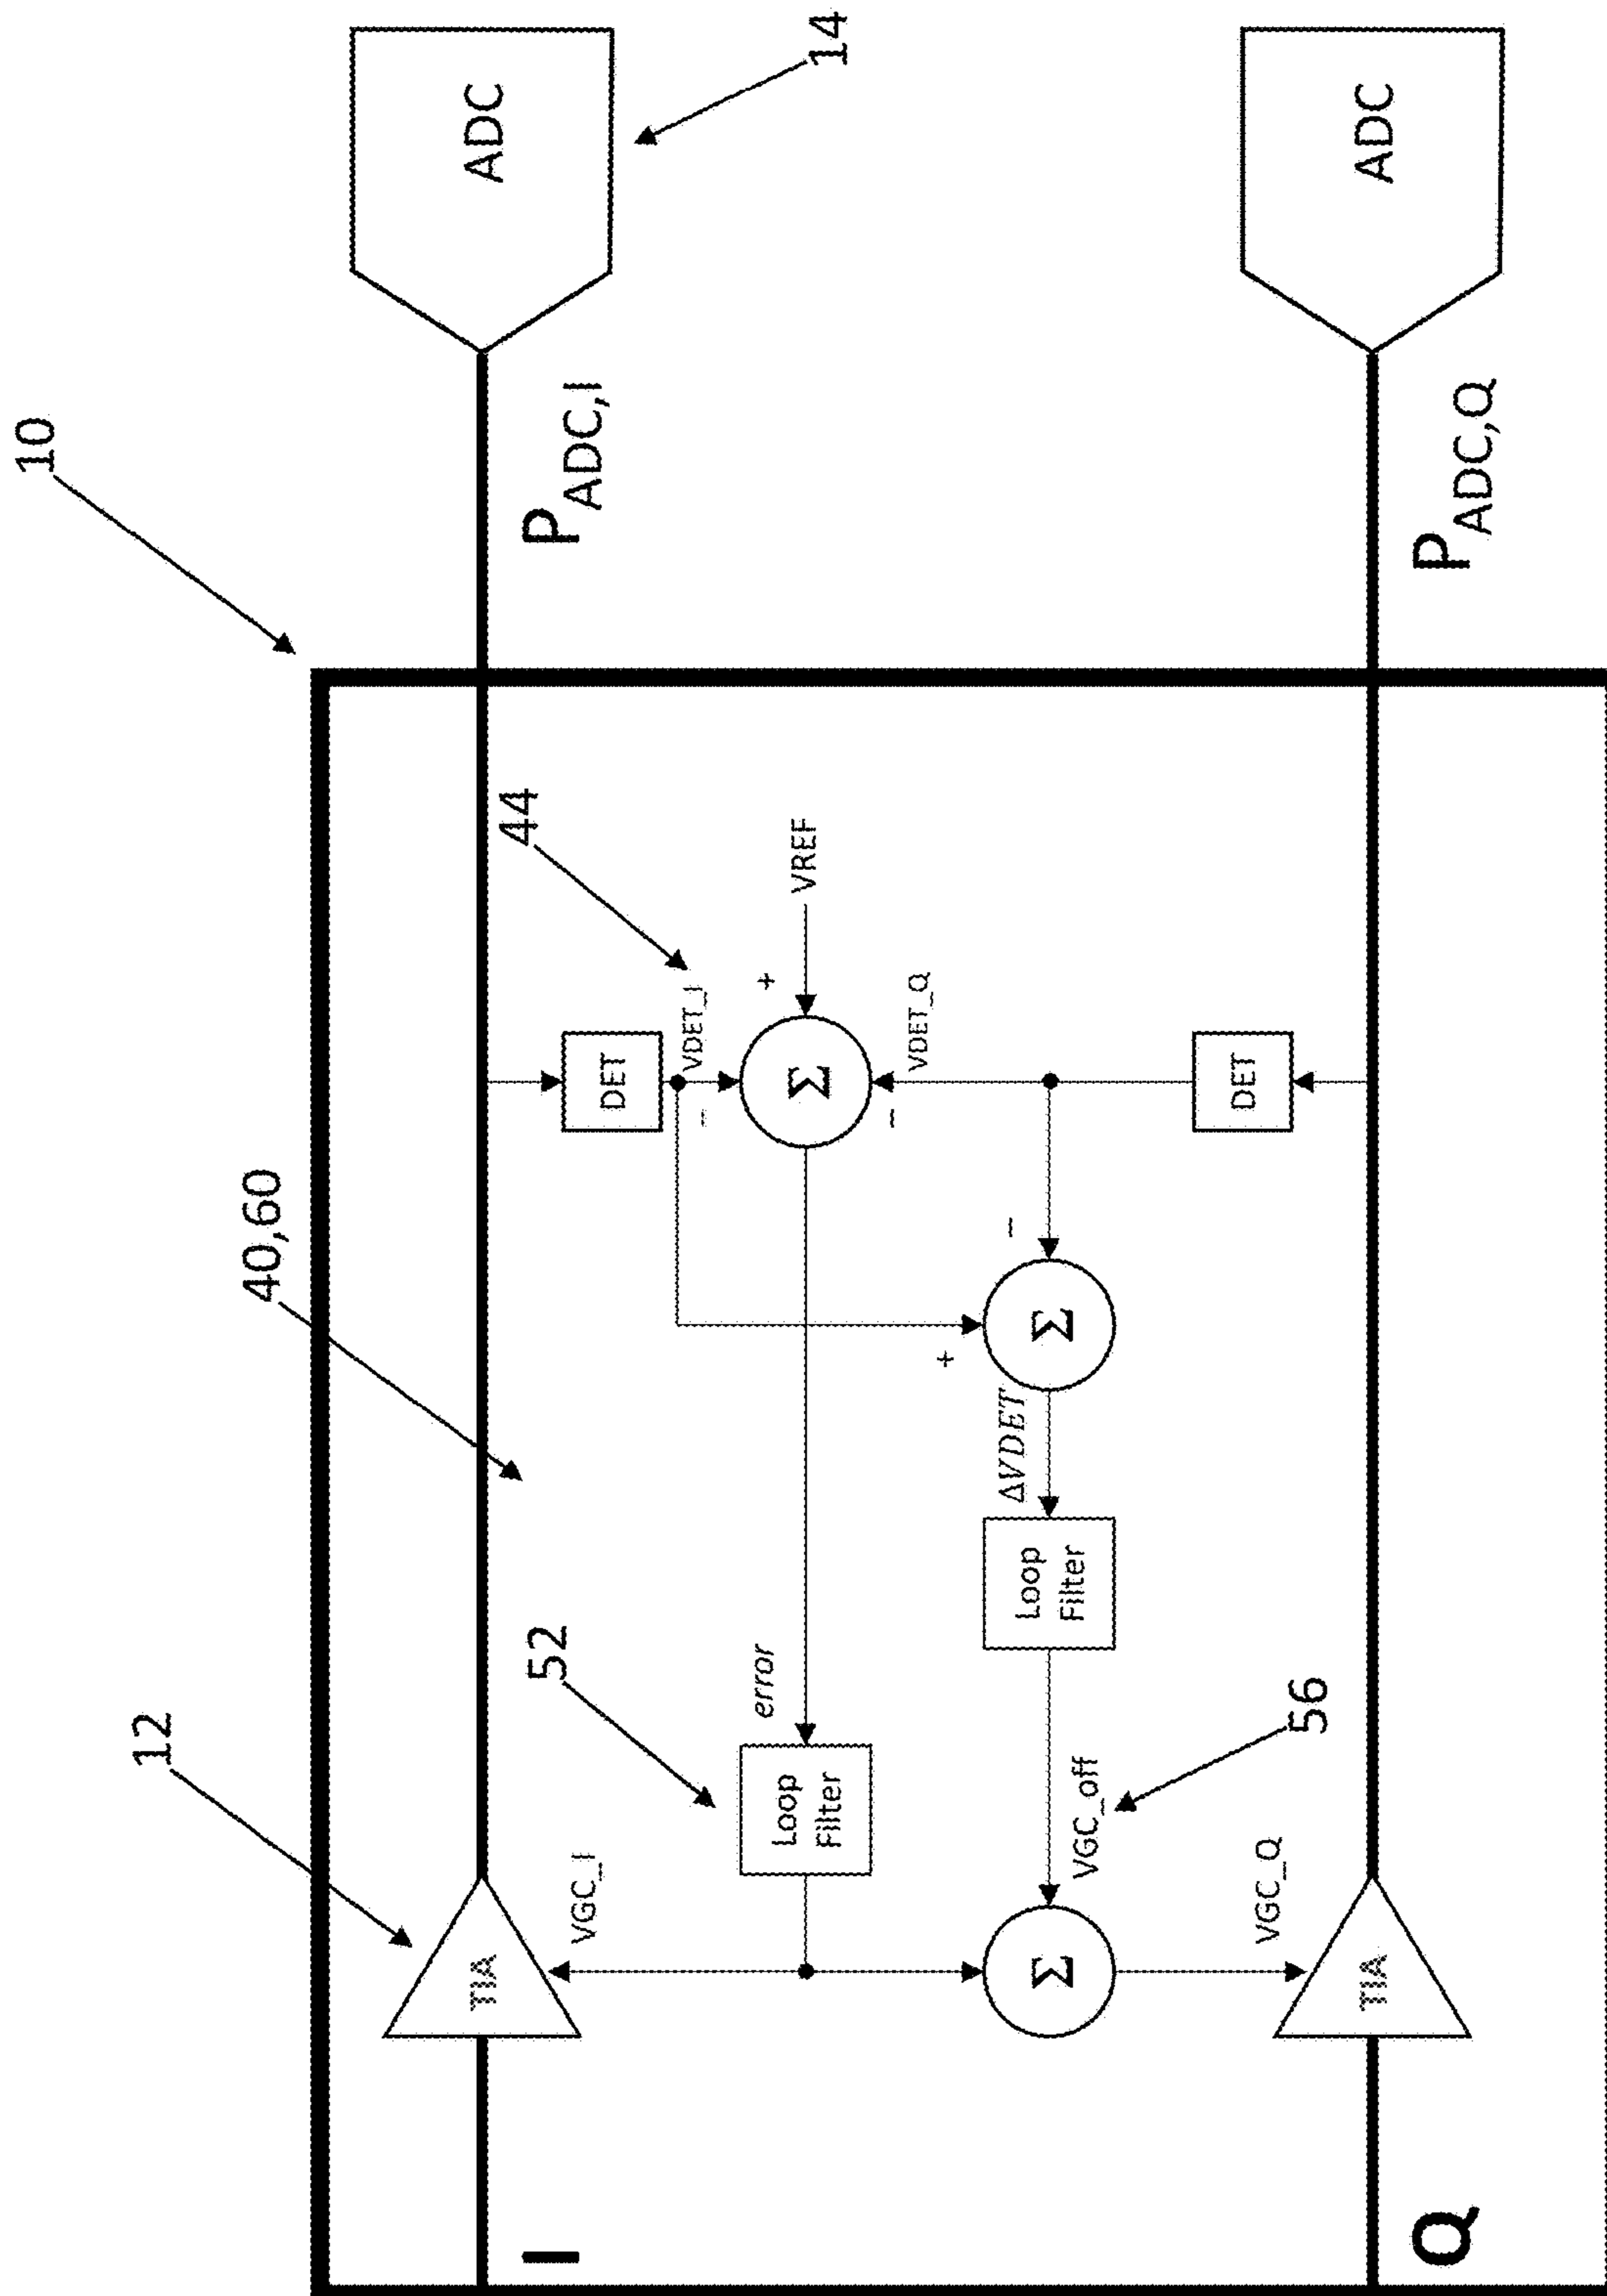 10
12
40,60
44
14
I
TIA
P_ADC,I
ADC
VGC_I
52
error
DET
VDET_I
–
Loop
Filter
Σ
+
VREF
–
VDET_Q
+
–
Σ
VGC_off
Loop
Filter
ΔVDET
Σ
56
VGC_Q
DET
Q
TIA
P_ADC,Q
ADC